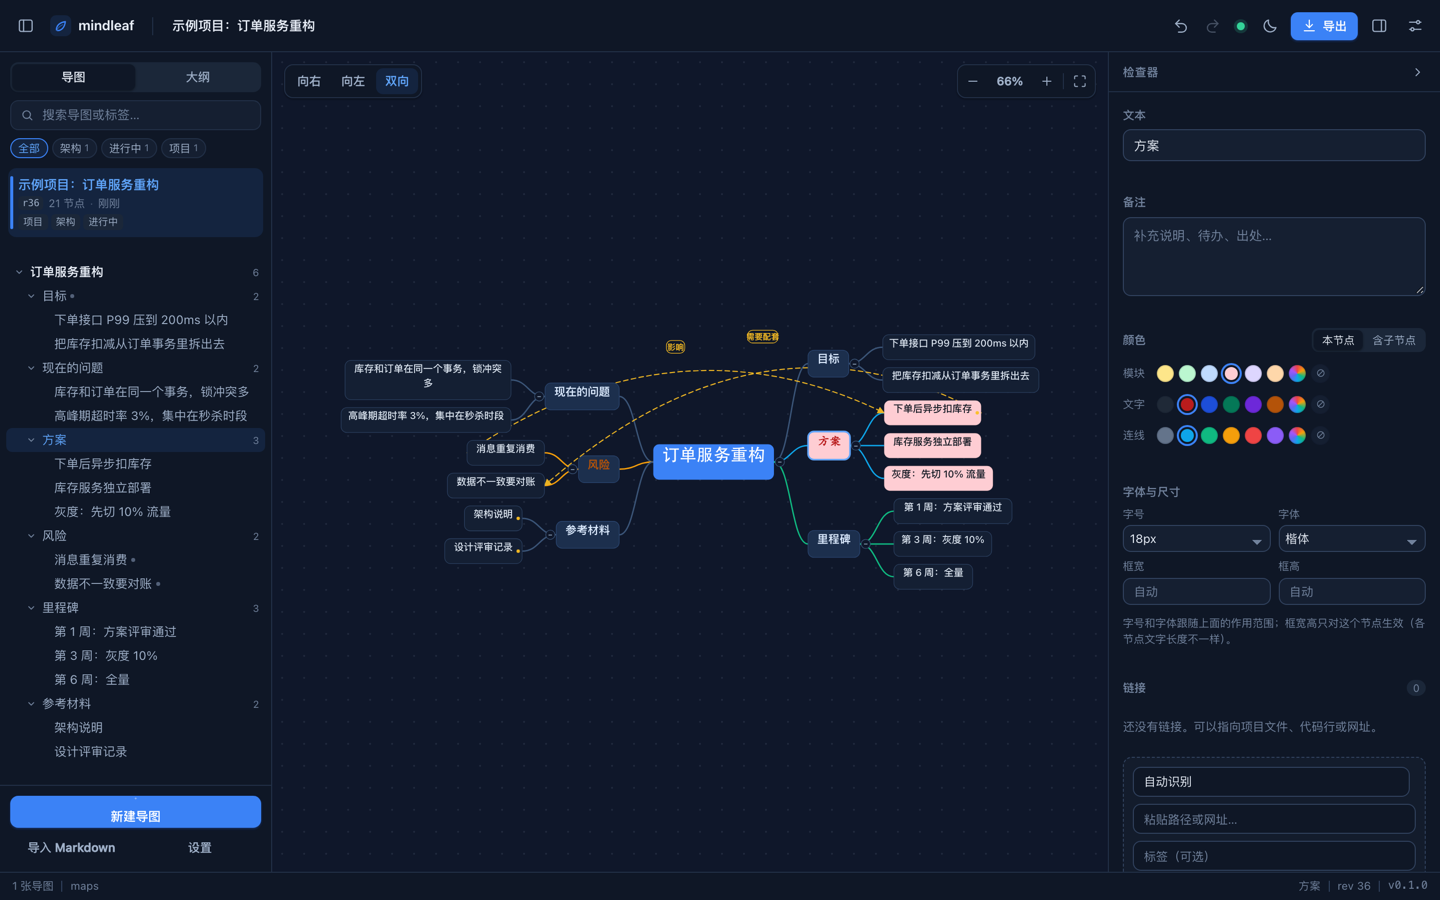 mindleaf
示例项目：订单服务重构
导出
导图
大纲
搜索导图或标签...
全部
架构 1
进行中 1
项目 1
示例项目：订单服务重构
r36 21 节点 · 刚刚
项目 架构 进行中
订单服务重构 6
目标 2
下单接口 P99 压到 200ms 以内
把库存扣减从订单事务里拆出去
现在的问题 2
库存和订单在同一个事务，锁冲突多
高峰期超时率 3%，集中在秒杀时段
方案 3
下单后异步扣库存
库存服务独立部署
灰度：先切 10% 流量
风险 2
消息重复消费
数据不一致要对账
里程碑 3
第 1 周：方案评审通过
第 3 周：灰度 10%
第 6 周：全量
参考材料 2
架构说明
设计评审记录
新建导图
导入 Markdown
设置
1 张导图 | maps
向右
向左
双向
66%
影响
需要配套
库存和订单在同一个事务，锁冲突
多
高峰期超时率 3%，集中在秒杀时段
现在的问题
消息重复消费
数据不一致要对账
风险
架构说明
设计评审记录
参考材料
订单服务重构
目标
下单接口 P99 压到 200ms 以内
把库存扣减从订单事务里拆出去
方案
下单后异步扣库存
库存服务独立部署
灰度：先切 10% 流量
里程碑
第 1 周：方案评审通过
第 3 周：灰度 10%
第 6 周：全量
检查器
文本
方案
备注
补充说明、待办、出处...
颜色
本节点
含子节点
模块
文字
连线
字体与尺寸
字号
字体
18px
楷体
框宽
框高
自动
自动
字号和字体跟随上面的作用范围；框宽高只对这个节点生效（各
节点文字长度不一样）。
链接
0
还没有链接。可以指向项目文件、代码行或网址。
自动识别
粘贴路径或网址...
标签（可选）
方案 | rev 36 | v0.1.0